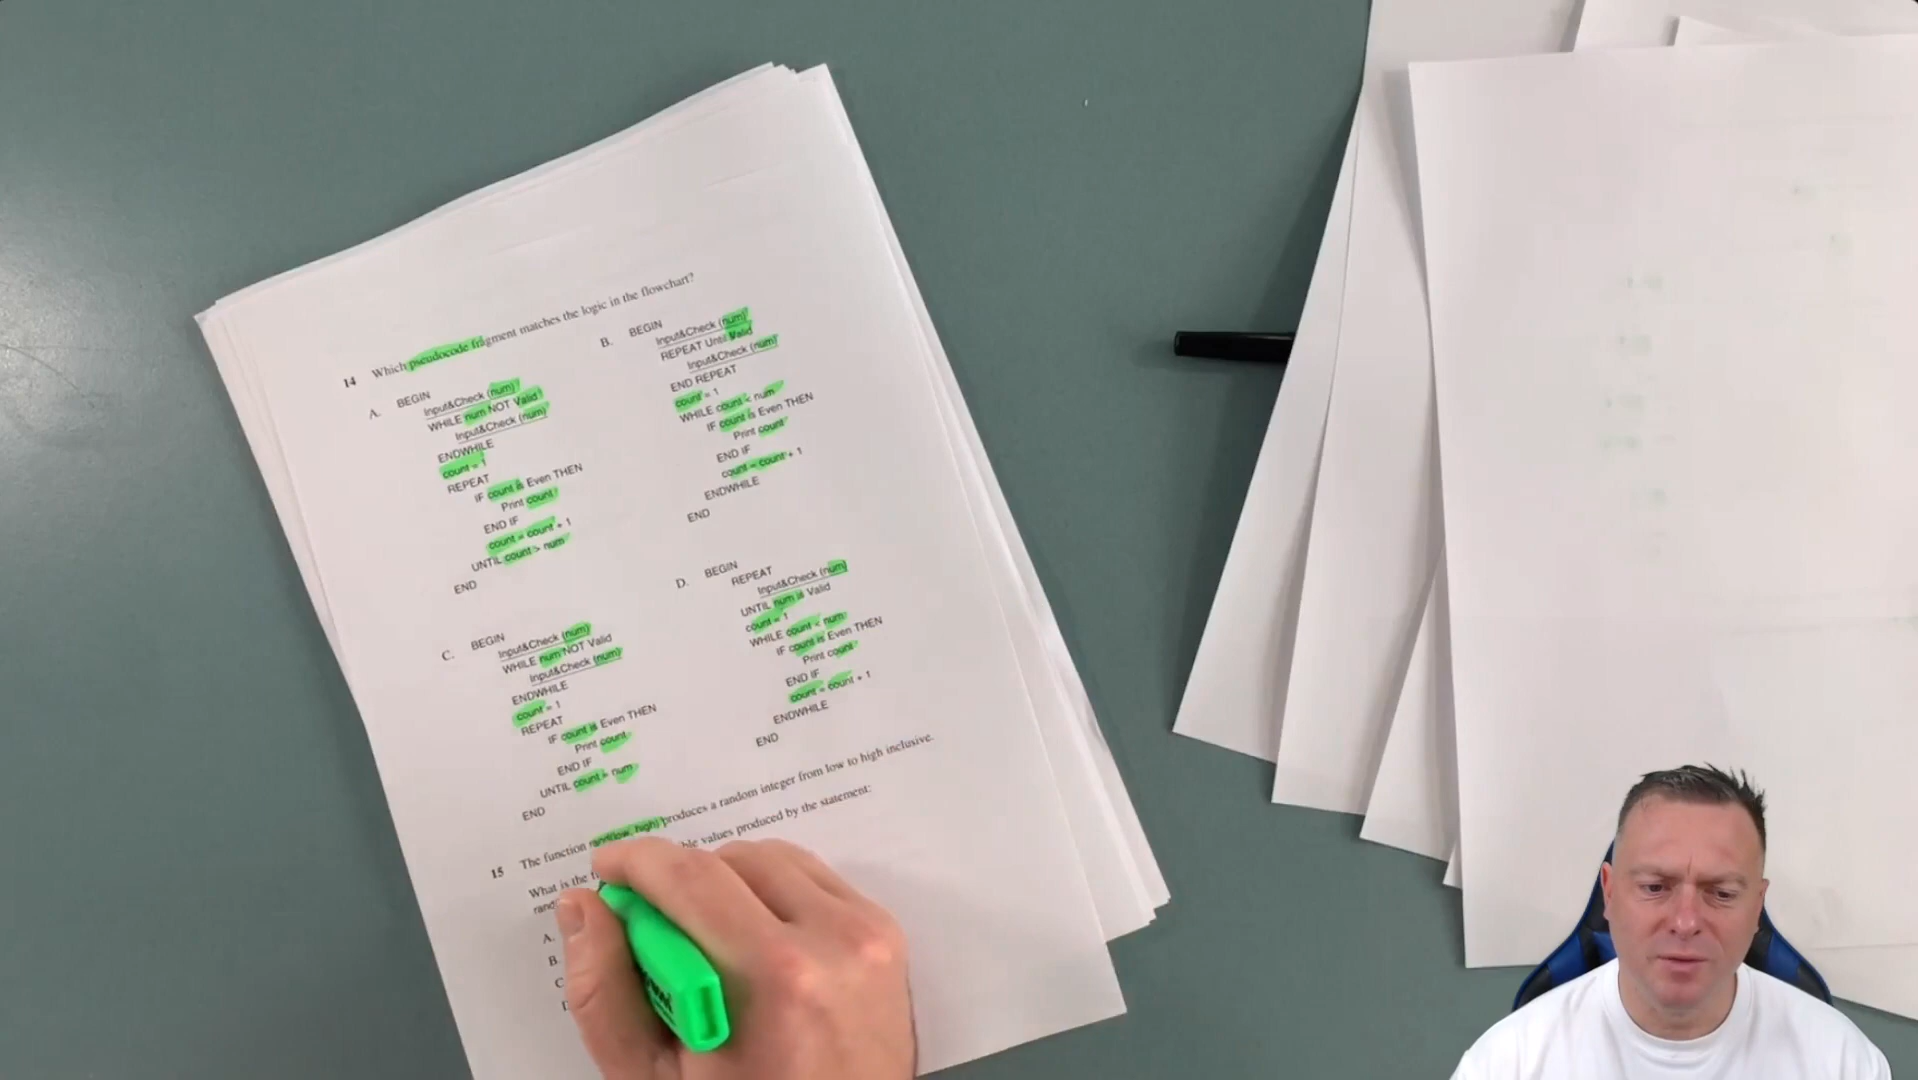 14 Which pseudocode fragment matches the logic in the flowchart?
A. BEGIN
Input&Check (num)
WHILE num NOT Valid
Input&Check (num)
ENDWHILE
count = 1
REPEAT
IF count is Even THEN
Print count
END IF
count = count + 1
UNTIL count > num
END
B. BEGIN
Input&Check (num)
REPEAT Until Valid
Input&Check (num)
END REPEAT
count = 1
WHILE count < num
IF count is Even THEN
Print count
END IF
count = count + 1
ENDWHILE
END
C. BEGIN
Input&Check (num)
WHILE num NOT Valid
Input&Check (num)
ENDWHILE
count = 1
REPEAT
IF count is Even THEN
Print count
END IF
UNTIL count = num
END
D. BEGIN
REPEAT
Input&Check (num)
UNTIL num is Valid
count = 1
WHILE count < num
IF count is Even THEN
Print count
END IF
count = count + 1
ENDWHILE
END
15 The function rand(low, high) produces a random integer from low to high inclusive.
What is the values produced by the statement:
A.
B
C